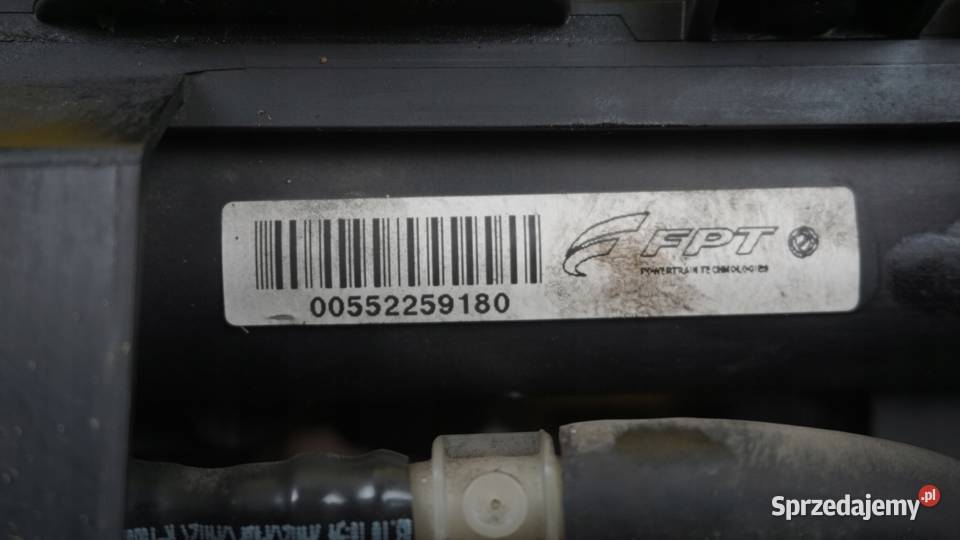 FPT
POWERTRAIN TECHNOLOGIES
00552259180
Sprzedajemy.pl